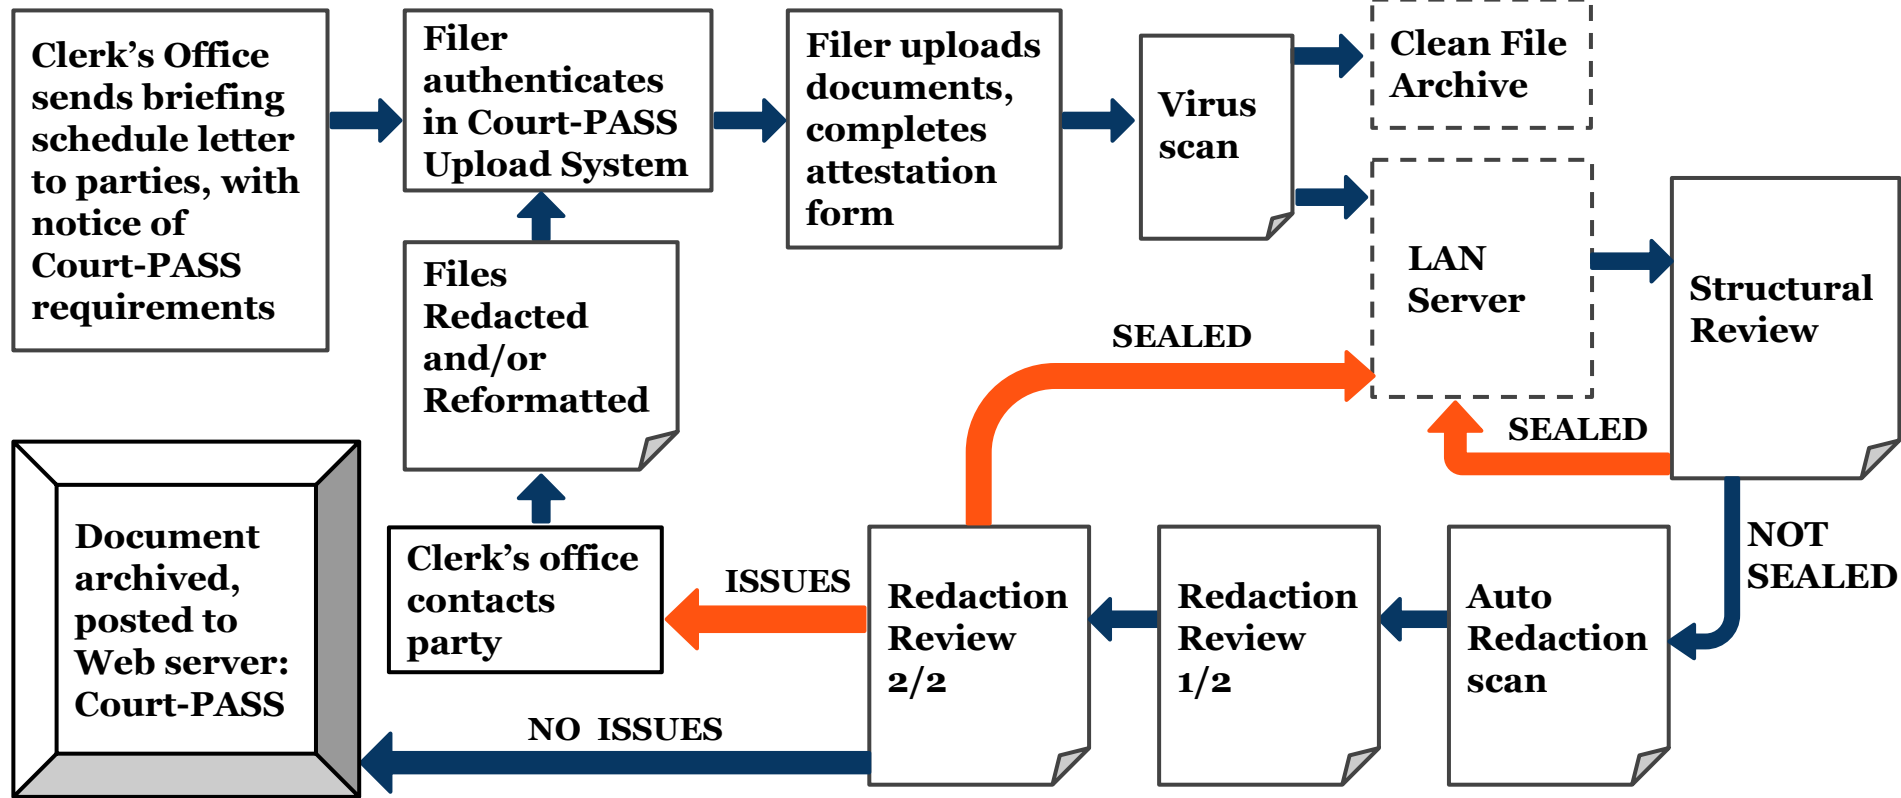 Clerk’s Office
sends briefing
schedule letter
to parties, with
notice of
Court-PASS
requirements
Filer
authenticates
in Court-PASS
Upload System
Filer uploads
documents,
completes
attestation
form
Virus
scan
Clean File
Archive
LAN
Server
Structural
Review
SEALED
SEALED
NOT
SEALED
Auto
Redaction
scan
Redaction
Review
1/2
Redaction
Review
2/2
ISSUES
Clerk’s office
contacts
party
Files
Redacted
and/or
Reformatted
NO ISSUES
Document
archived,
posted to
Web server:
Court-PASS